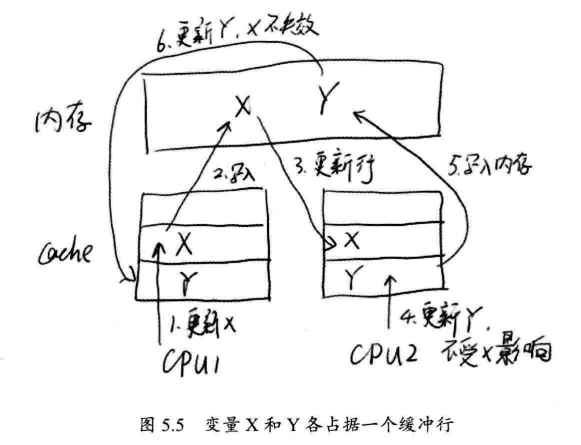 6.更新Y,X不失效
内存
X
Y
2.写入
3.更新行
5.写入内存
Cache
X
Y
X
Y
1.更新X
4.更新Y,
不受X影响
CPU1
CPU2
图 5.5 变量 X 和 Y 各占据一个缓冲行